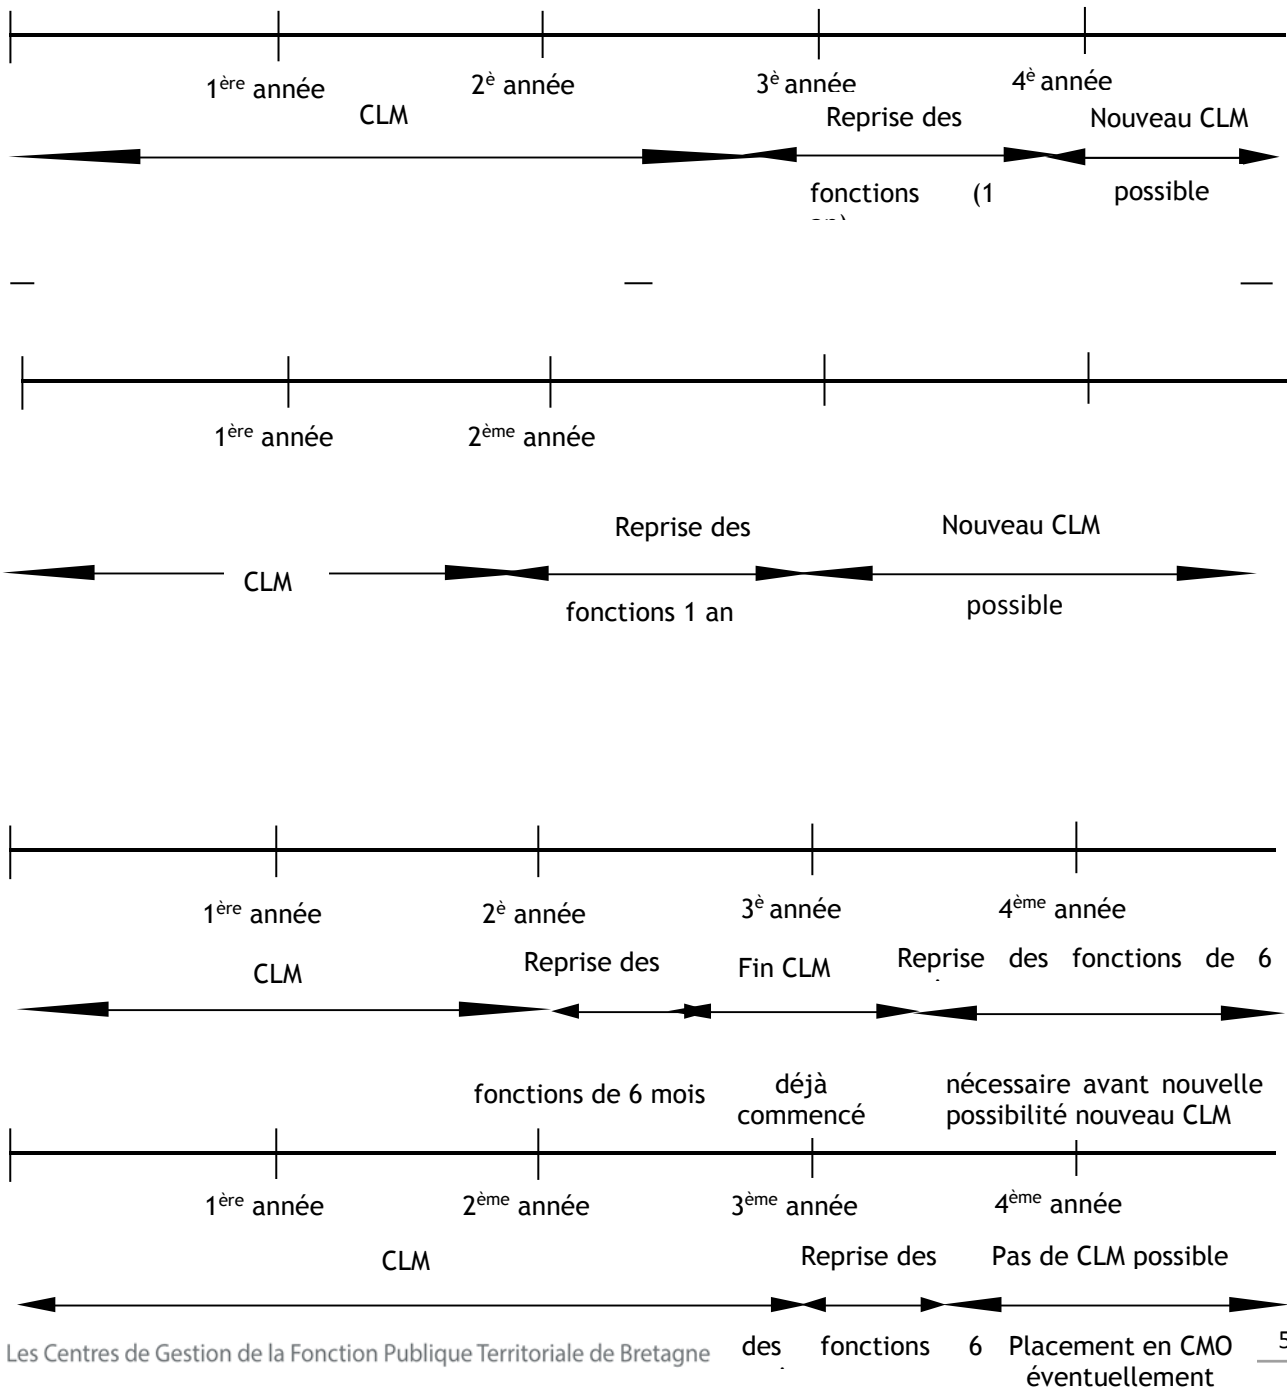 1ère année 2è année 3è année 4è année
CLM Reprise des Nouveau CLM
fonctions (1 possible
1ère année 2ème année
Reprise des Nouveau CLM
CLM
fonctions 1 an possible
1ère année 2è année 3è année 4ème année
CLM Reprise des Fin CLM Reprise des fonctions de 6
fonctions de 6 mois déjà nécessaire avant nouvelle
commencé possibilité nouveau CLM
1ère année 2ème année 3ème année 4ème année
CLM Reprise des Pas de CLM possible
Les Centres de Gestion de la Fonction Publique Territoriale de Bretagne des fonctions 6 Placement en CMO 5
éventuellement